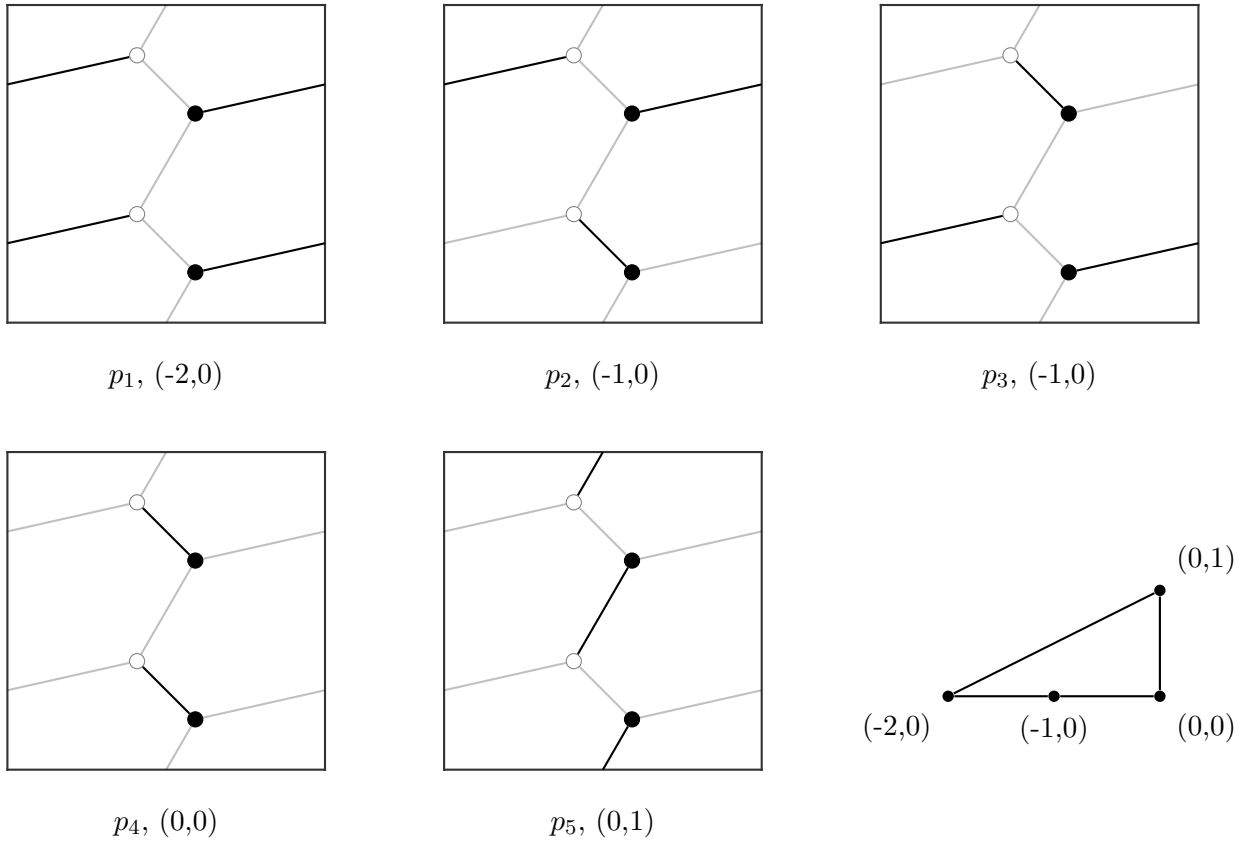 p₁, (-2,0)
p₂, (-1,0)
p₃, (-1,0)
(0,1)
(-2,0)
(-1,0)
(0,0)
p₄, (0,0)
p₅, (0,1)